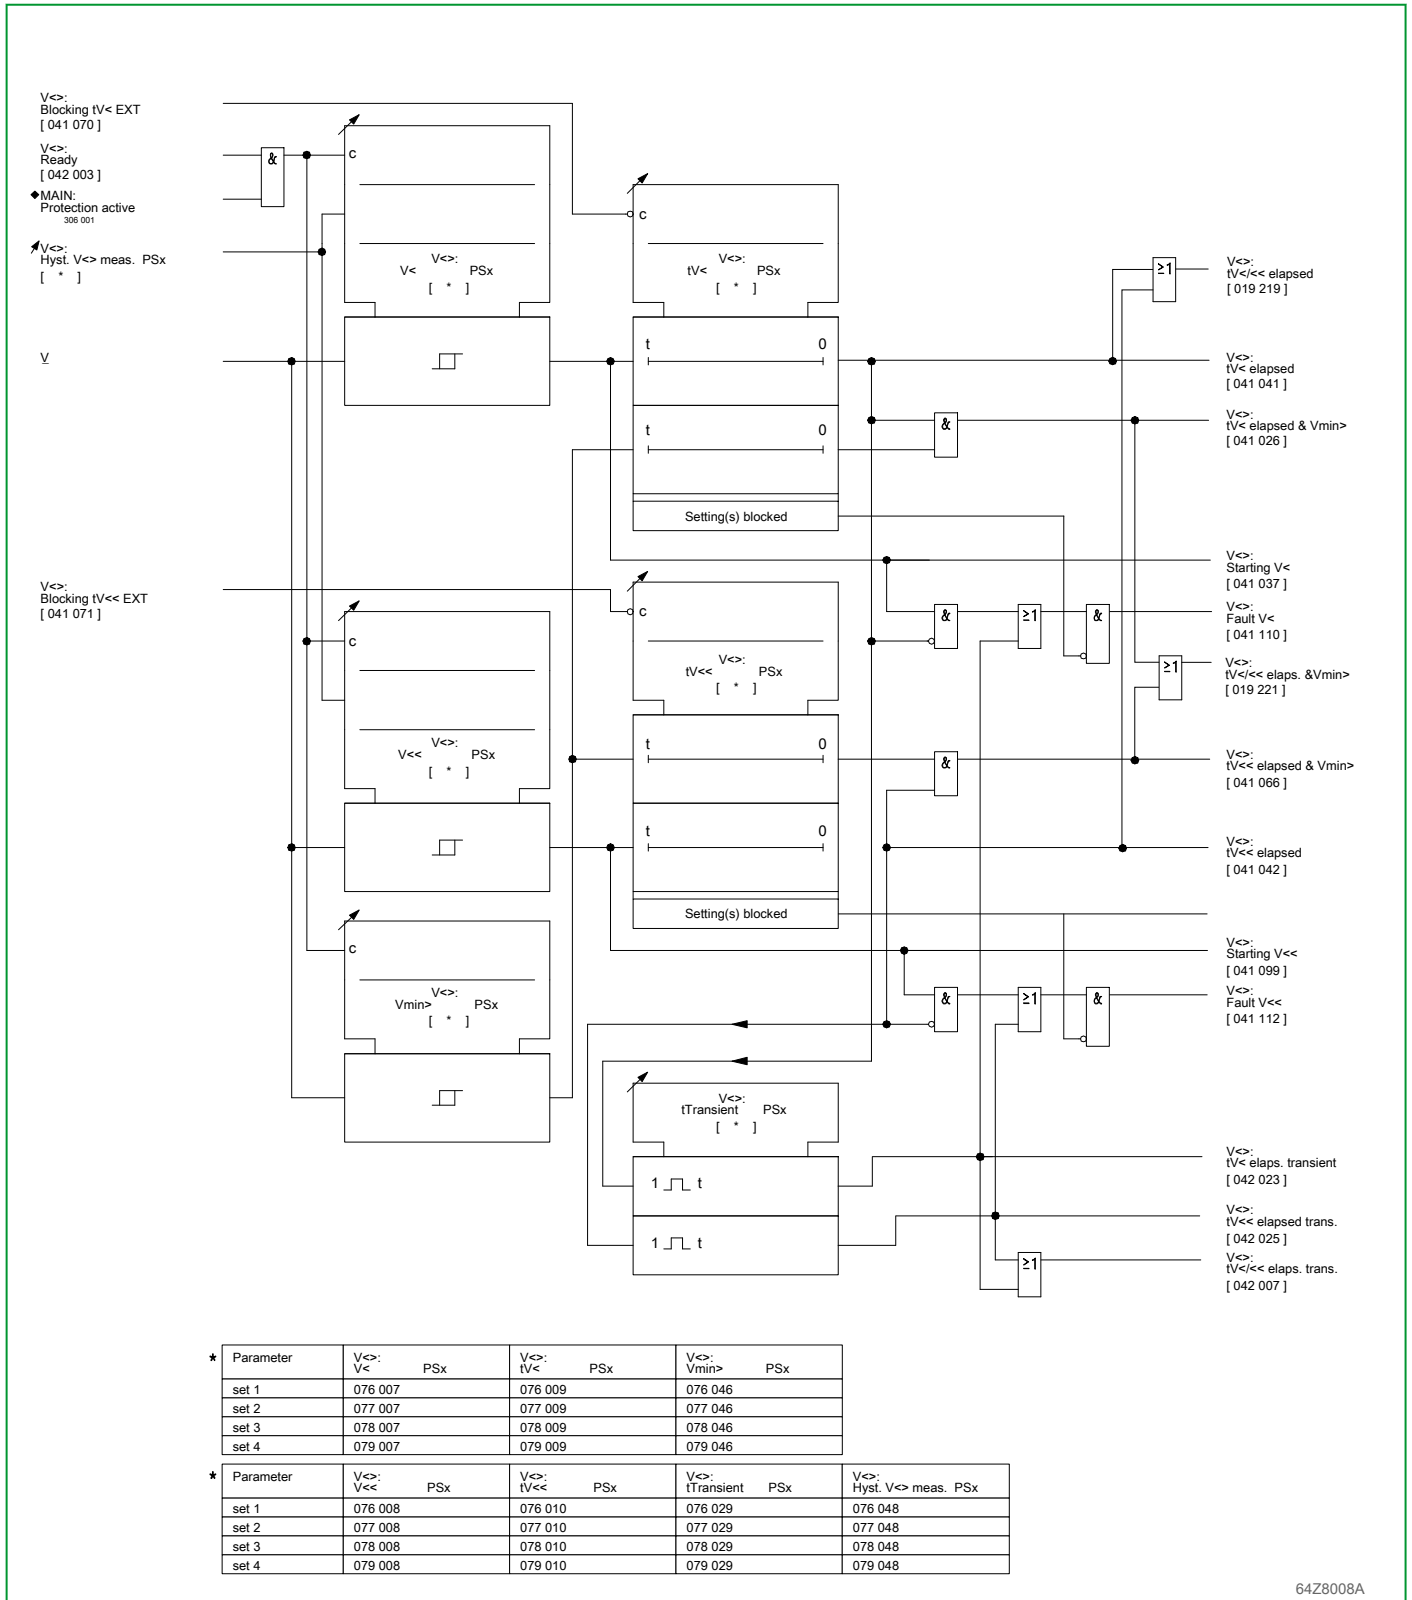 V<>:
Blocking tV< EXT
[ 041 070 ]
V<>:
Ready
[ 042 003 ]
◆MAIN:
Protection active
306 001
V<>:
Hyst. V<> meas. PSx
[ * ]
V
&
c
V<>:
V< PSx
[ * ]
c
V<>:
tV< PSx
[ * ]
t 0
t 0
Setting(s) blocked
&
≥1
V<>:
tV</<< elapsed
[ 019 219 ]
V<>:
tV< elapsed
[ 041 041 ]
V<>:
tV< elapsed & Vmin>
[ 041 026 ]
V<>:
Starting V<
[ 041 037 ]
& ≥1 &
V<>:
Fault V<
[ 041 110 ]
≥1
V<>:
tV</<< elaps. &Vmin>
[ 019 221 ]
V<>:
Blocking tV<< EXT
[ 041 071 ]
c
V<>:
V<< PSx
[ * ]
c
V<>:
tV<< PSx
[ * ]
t 0
t 0
Setting(s) blocked
&
V<>:
tV<< elapsed & Vmin>
[ 041 066 ]
V<>:
tV<< elapsed
[ 041 042 ]
V<>:
Starting V<<
[ 041 099 ]
& ≥1 &
V<>:
Fault V<<
[ 041 112 ]
c
V<>:
Vmin> PSx
[ * ]
V<>:
tTransient PSx
[ * ]
1 t
1 t
V<>:
tV< elaps. transient
[ 042 023 ]
V<>:
tV<< elapsed trans.
[ 042 025 ]
≥1
V<>:
tV</<< elaps. trans.
[ 042 007 ]
* Parameter V<>: V< PSx V<>: tV< PSx V<>: Vmin> PSx
set 1 076 007 076 009 076 046
set 2 077 007 077 009 077 046
set 3 078 007 078 009 078 046
set 4 079 007 079 009 079 046
* Parameter V<>: V<< PSx V<>: tV<< PSx V<>: tTransient PSx V<>: Hyst. V<> meas. PSx
set 1 076 008 076 010 076 029 076 048
set 2 077 008 077 010 077 029 077 048
set 3 078 008 078 010 078 029 078 048
set 4 079 008 079 010 079 029 079 048
64Z8008A